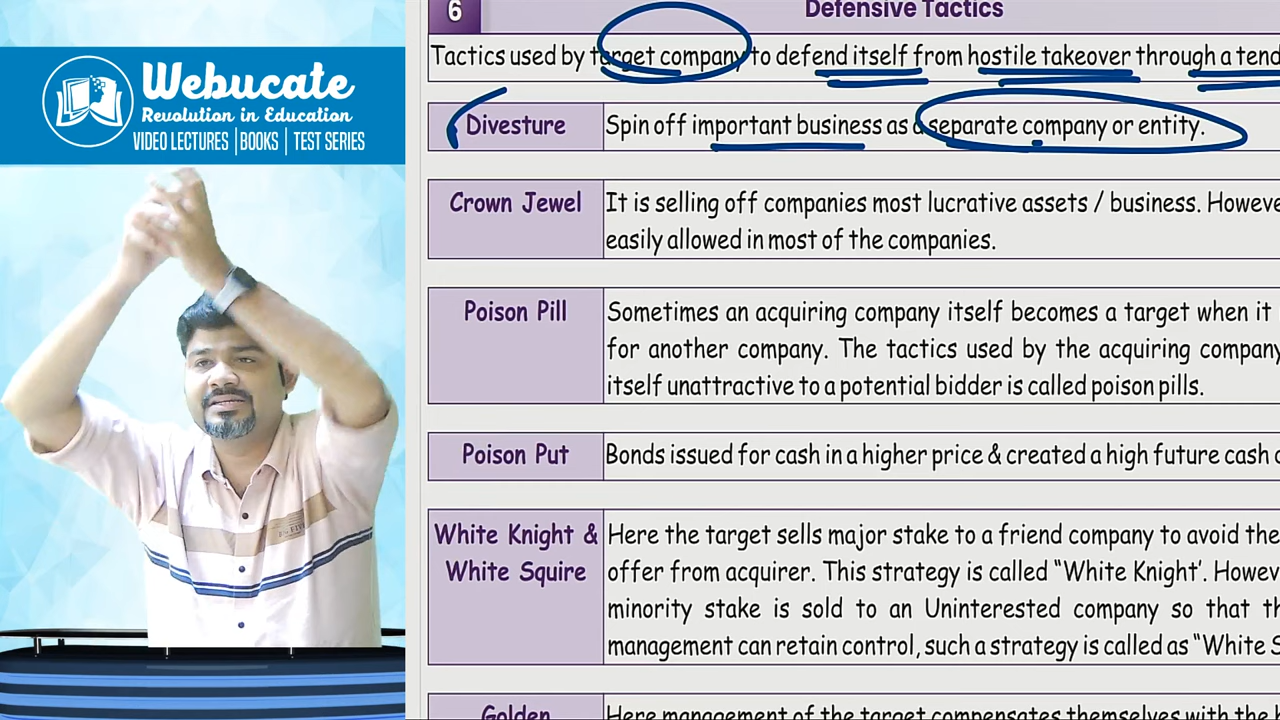 6
Defensive Tactics
Tactics used by target company to defend itself from hostile takeover through a tend
Webucate
Revolution in Education
VIDEO LECTURES | BOOKS | TEST SERIES
Divesture
Spin off important business as a separate company or entity.
Crown Jewel
It is selling off companies most lucrative assets / business. Howeve
easily allowed in most of the companies.
Poison Pill
Sometimes an acquiring company itself becomes a target when it
for another company. The tactics used by the acquiring company
itself unattractive to a potential bidder is called poison pills.
Poison Put
Bonds issued for cash in a higher price & created a high future cash
White Knight &
White Squire
Here the target sells major stake to a friend company to avoid the
offer from acquirer. This strategy is called “White Knight’. Howev
minority stake is sold to an Uninterested company so that th
management can retain control, such a strategy is called as “White S
Golden
Here management of the target compensates themselves with the